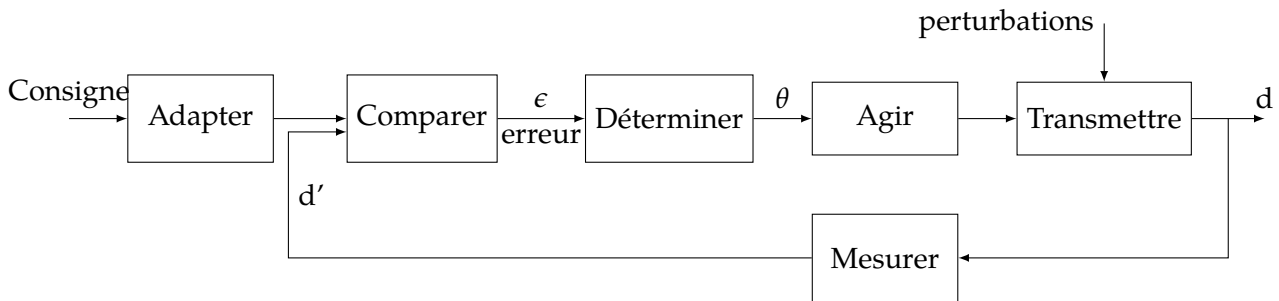 perturbations
Consigne
Adapter
Comparer
ϵ
erreur
Déterminer
θ
Agir
Transmettre
d
d′
Mesurer